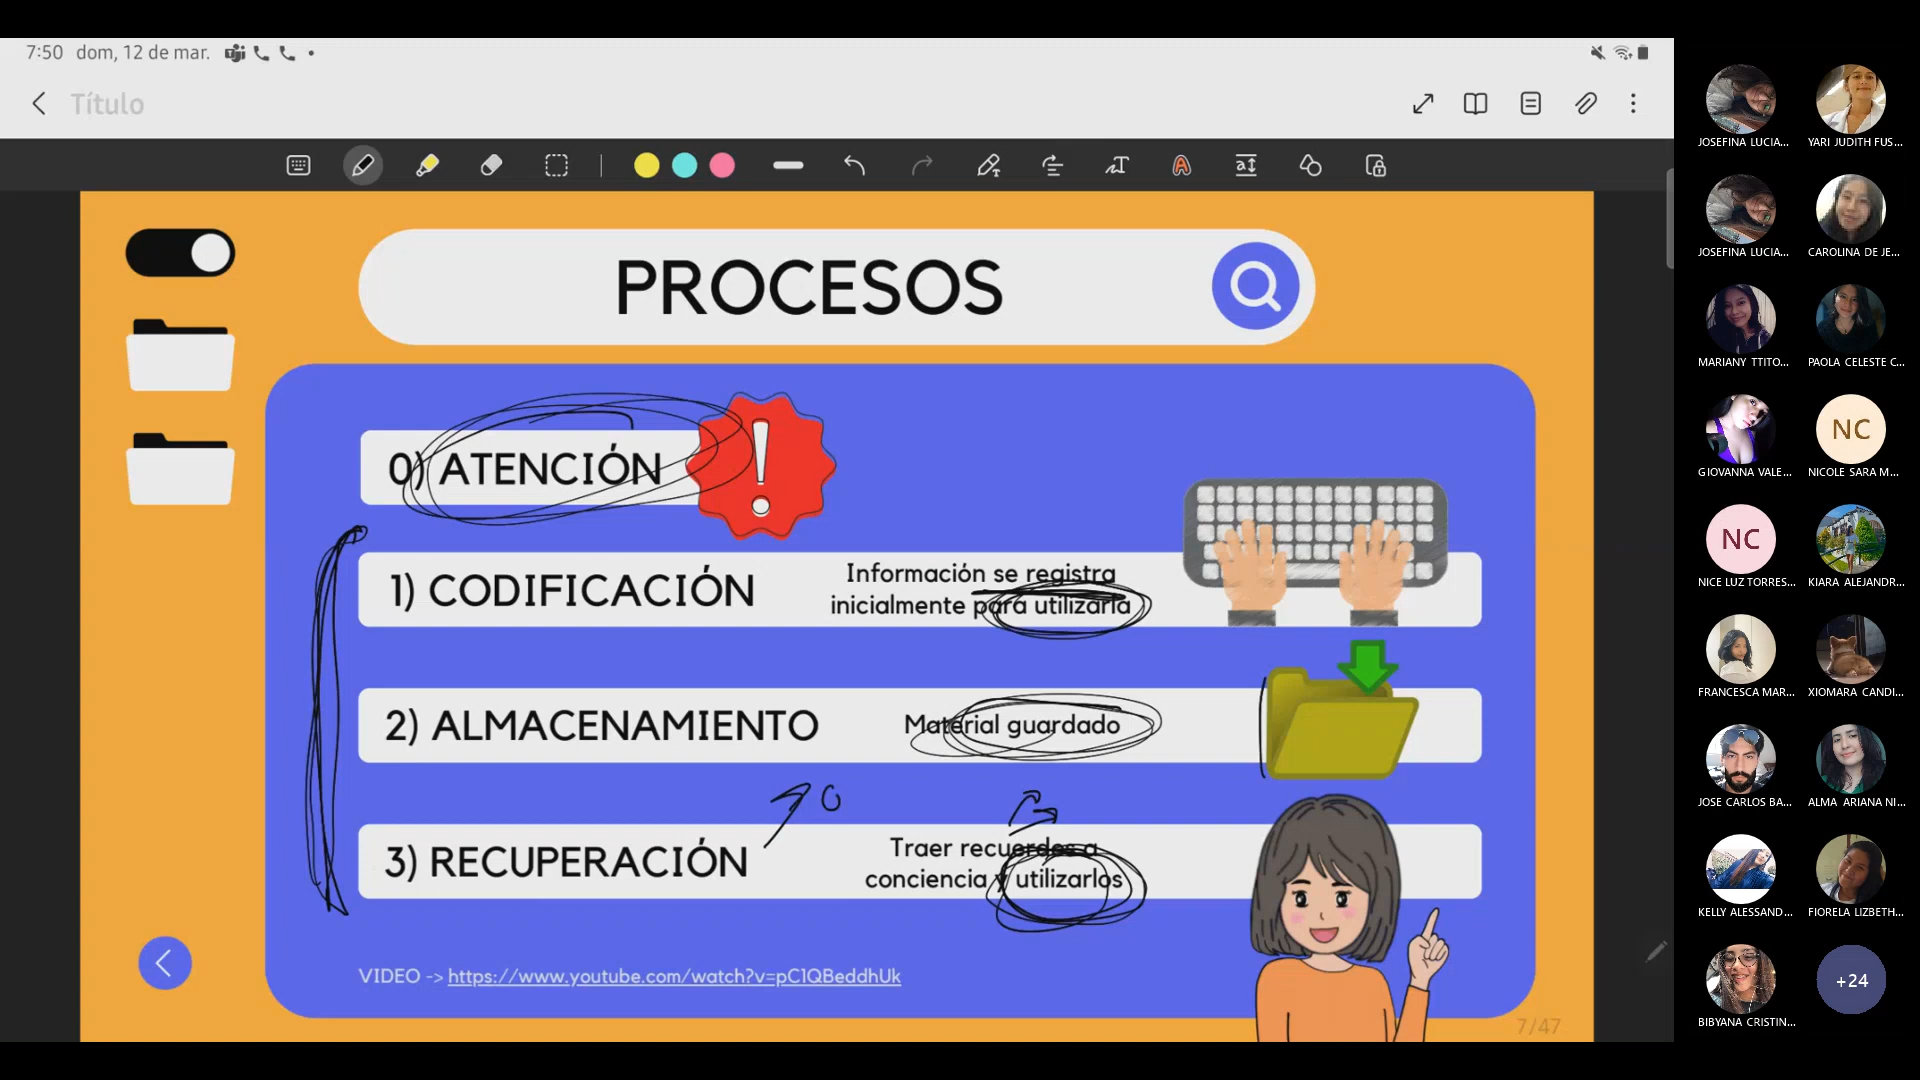 7:50 dom, 12 de mar.
Título
PROCESOS
0) ATENCIÓN
1) CODIFICACIÓN
Información se registra
inicialmente para utilizarla
2) ALMACENAMIENTO
Material guardado
3) RECUPERACIÓN
Traer recuerdos a
conciencia y utilizarlos
VIDEO -> https://www.youtube.com/watch?v=pC1QBeddhUk
7/47
JOSEFINA LUCIA...
YARI JUDITH FUS...
JOSEFINA LUCIA...
CAROLINA DE JE...
MARIANY TTITO...
PAOLA CELESTE C...
GIOVANNA VALE...
NC
NICOLE SARA M...
NC
NICE LUZ TORRES...
KIARA ALEJANDR...
FRANCESCA MAR...
XIOMARA CANDI...
JOSE CARLOS BA...
ALMA ARIANA NI...
KELLY ALESSAND...
FIORELA LIZBETH...
BIBYANA CRISTIN...
+24